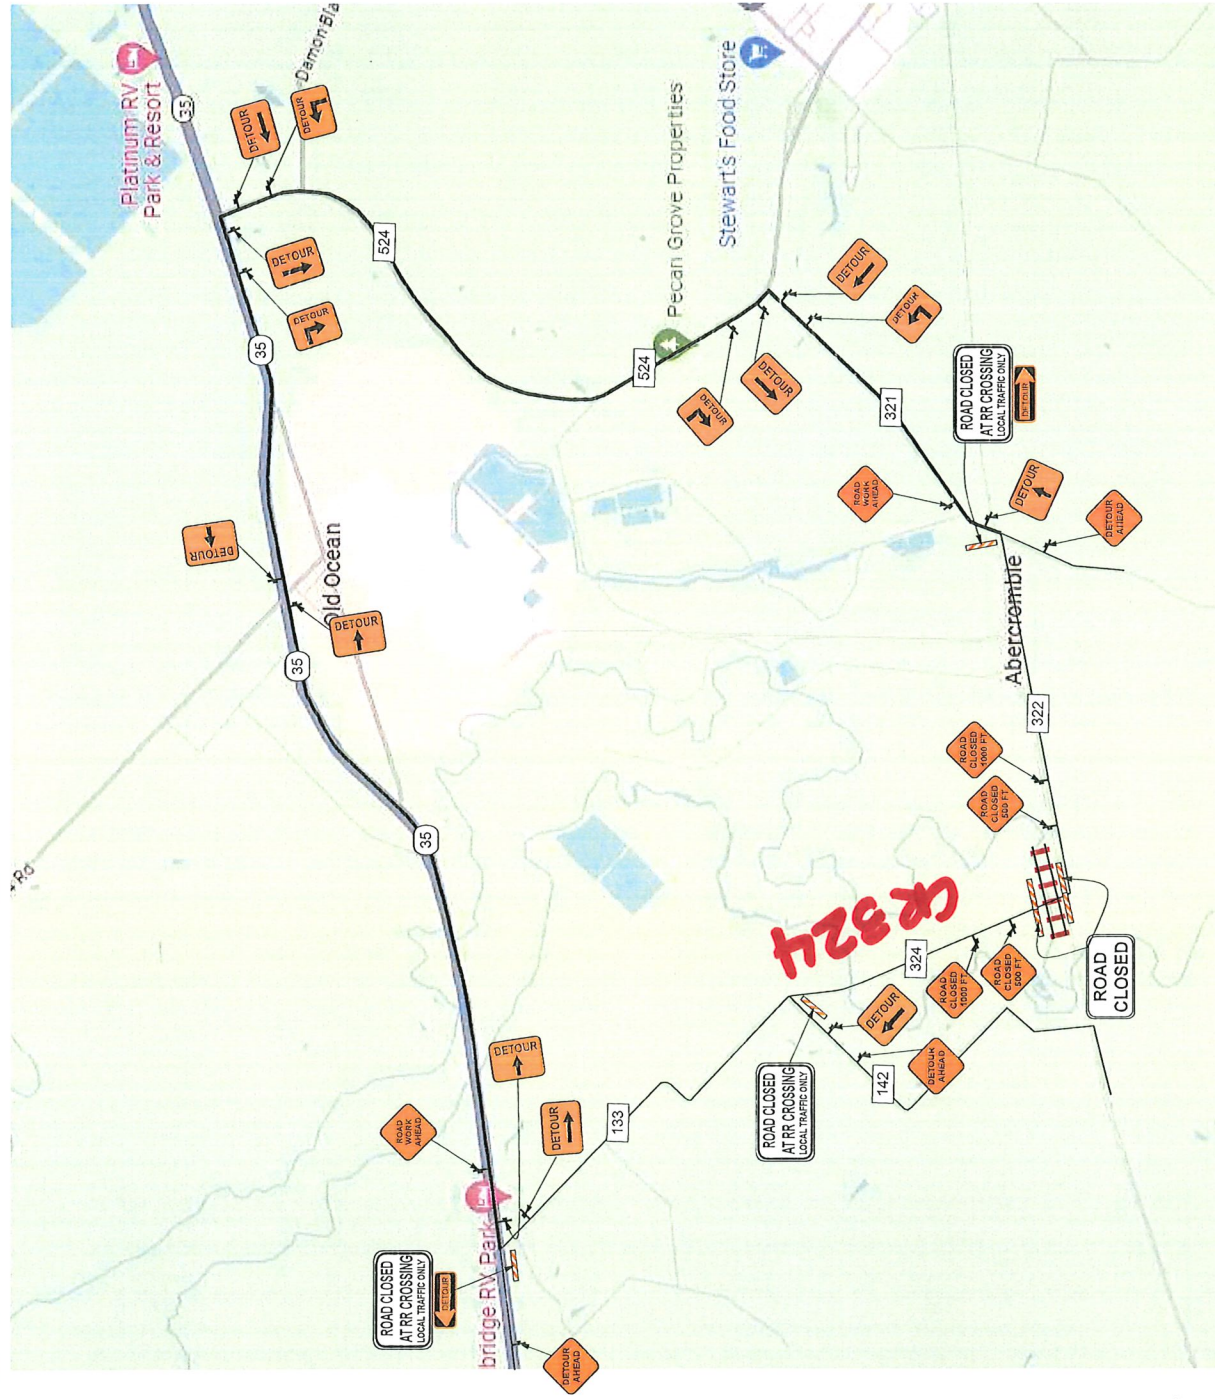 Platinum RV
Park & Resort
35
Damon Bla
DETOUR
DETOUR
DETOUR
DETOUR
524
35
Stewart's Food Store
Pecan Grove Properties
524
DETOUR
DETOUR
DETOUR
DETOUR
321
ROAD CLOSED
AT RR CROSSING
LOCAL TRAFFIC ONLY
DETOUR
ROAD
WORK
AHEAD
DETOUR
DETOUR
AHEAD
DETOUR
Old Ocean
DETOUR
35
Abercrombie
322
35
Rd
ROAD
CLOSED
1000 FT
ROAD
CLOSED
500 FT
CR 324
324
ROAD
CLOSED
1000 FT
ROAD
CLOSED
500 FT
ROAD
CLOSED
DETOUR
DETOUR
AHEAD
142
ROAD CLOSED
AT RR CROSSING
LOCAL TRAFFIC ONLY
133
DETOUR
DETOUR
ROAD
WORK
AHEAD
bridge RV Park
ROAD CLOSED
AT RR CROSSING
LOCAL TRAFFIC ONLY
DETOUR
DETOUR
AHEAD